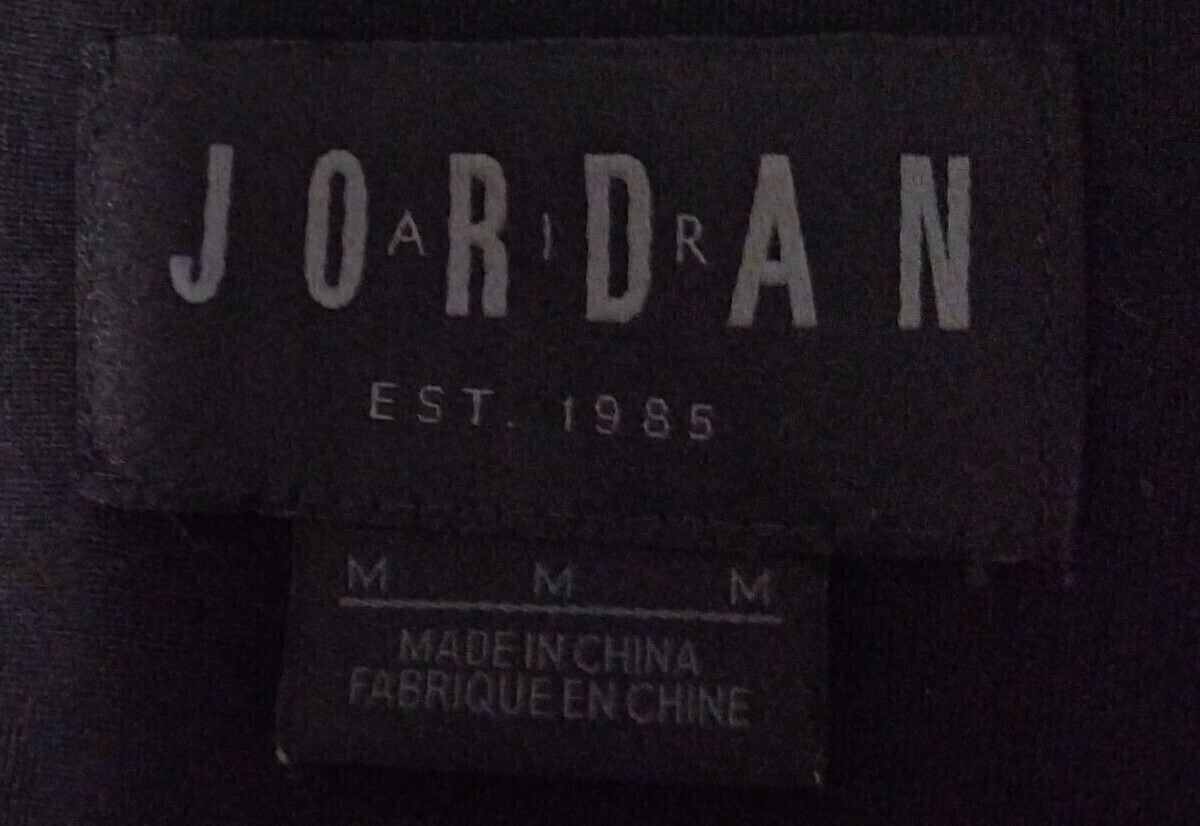 JORDAN
AIR
EST. 1985
M M M
MADE IN CHINA
FABRIQUE EN CHINE